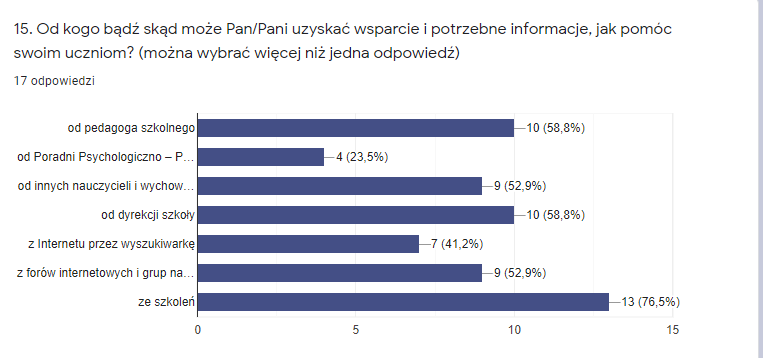 15. Od kogo bądź skąd może Pan/Pani uzyskać wsparcie i potrzebne informacje, jak pomóc
swoim uczniom? (można wybrać więcej niż jedna odpowiedź)
17 odpowiedzi
od pedagoga szkolnego 10 (58,8%)
od Poradni Psychologiczno – P... 4 (23,5%)
od innych nauczycieli i wychow... 9 (52,9%)
od dyrekcji szkoły 10 (58,8%)
z Internetu przez wyszukiwarkę 7 (41,2%)
z forów internetowych i grup na... 9 (52,9%)
ze szkoleń 13 (76,5%)
0 5 10 15